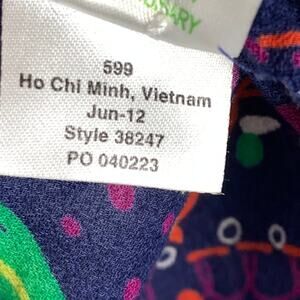 599
Ho Chi Minh, Vietnam
Jun-12
Style 38247
PO 040223